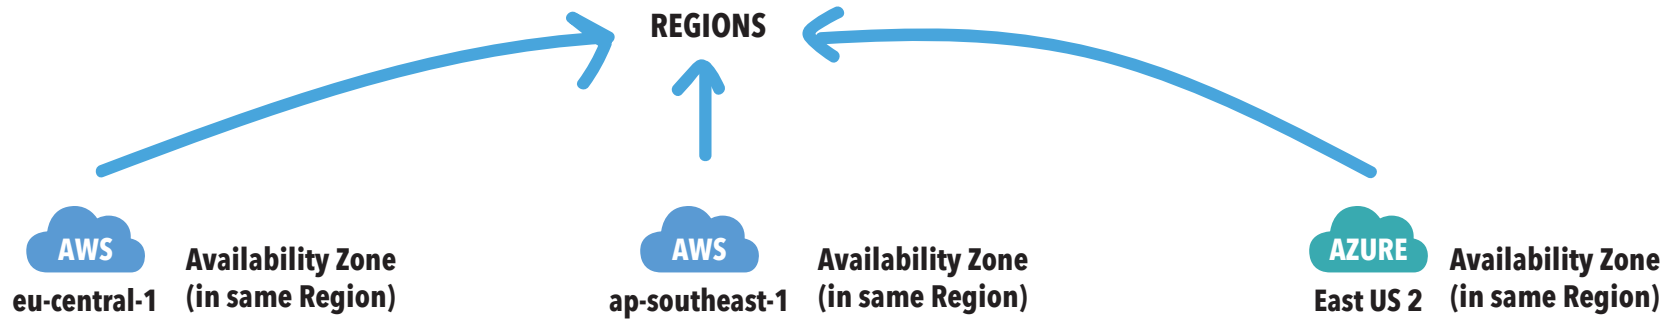 REGIONS
AWS
eu-central-1
Availability Zone
(in same Region)
AWS
ap-southeast-1
Availability Zone
(in same Region)
AZURE
East US 2
Availability Zone
(in same Region)